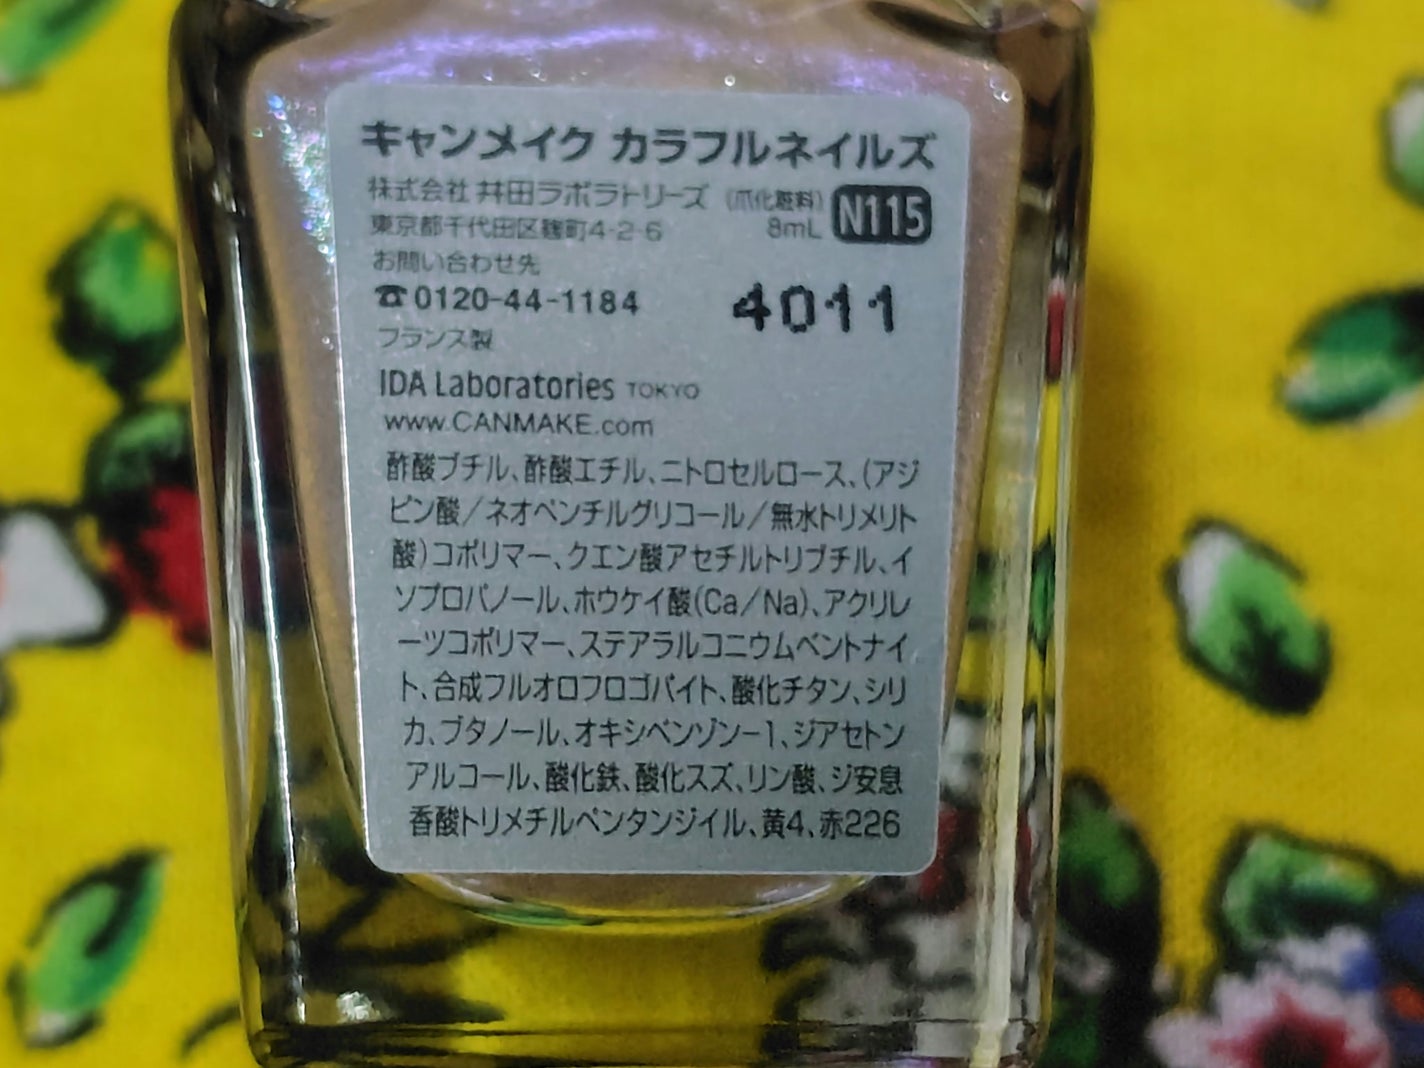 キャンメイク カラフルネイルズ
株式会社 井田ラボラトリーズ (爪化粧料)
東京都千代田区麹町4-2-6 8mL N115
お問い合わせ先
☎0120-44-1184 4011
フランス製
IDA Laboratories TOKYO
www.CANMAKE.com
酢酸ブチル、酢酸エチル、ニトロセルロース、(アジ
ピン酸/ネオペンチルグリコール/無水トリメリト
酸)コポリマー、クエン酸アセチルトリブチル、イ
ソプロパノール、ホウケイ酸(Ca/Na)、アクリレ
ーツコポリマー、ステアラルコニウムベントナイ
ト、合成フルオロフロゴパイト、酸化チタン、シリ
カ、ブタノール、オキシベンゾン-1、ジアセトン
アルコール、酸化鉄、酸化スズ、リン酸、ジ安息
香酸トリメチルペンタンジイル、黄4、赤226